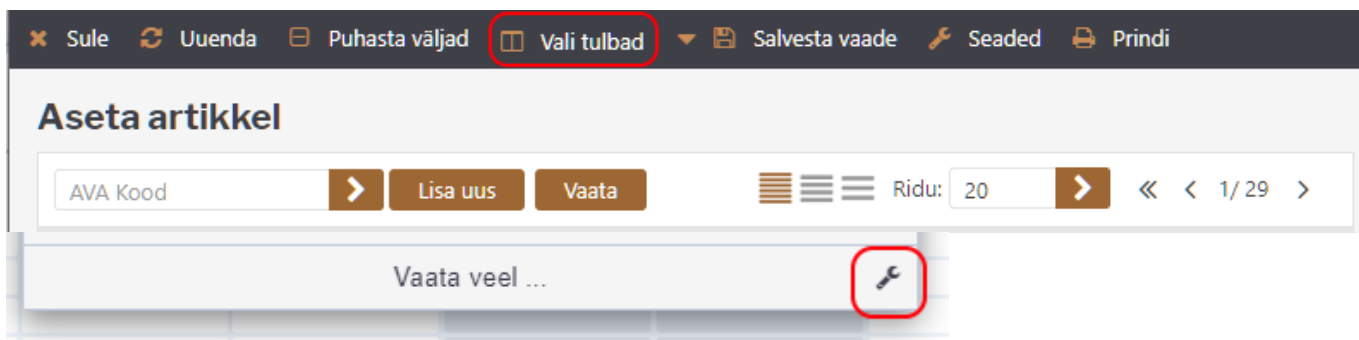 Sule Uuenda Puhasta väljad Vali tulbad Salvesta vaade Seaded Prindi
Aseta artikkel
AVA Kood Lisa uus Vaata Ridu: 20 1/ 29
Vaata veel ...